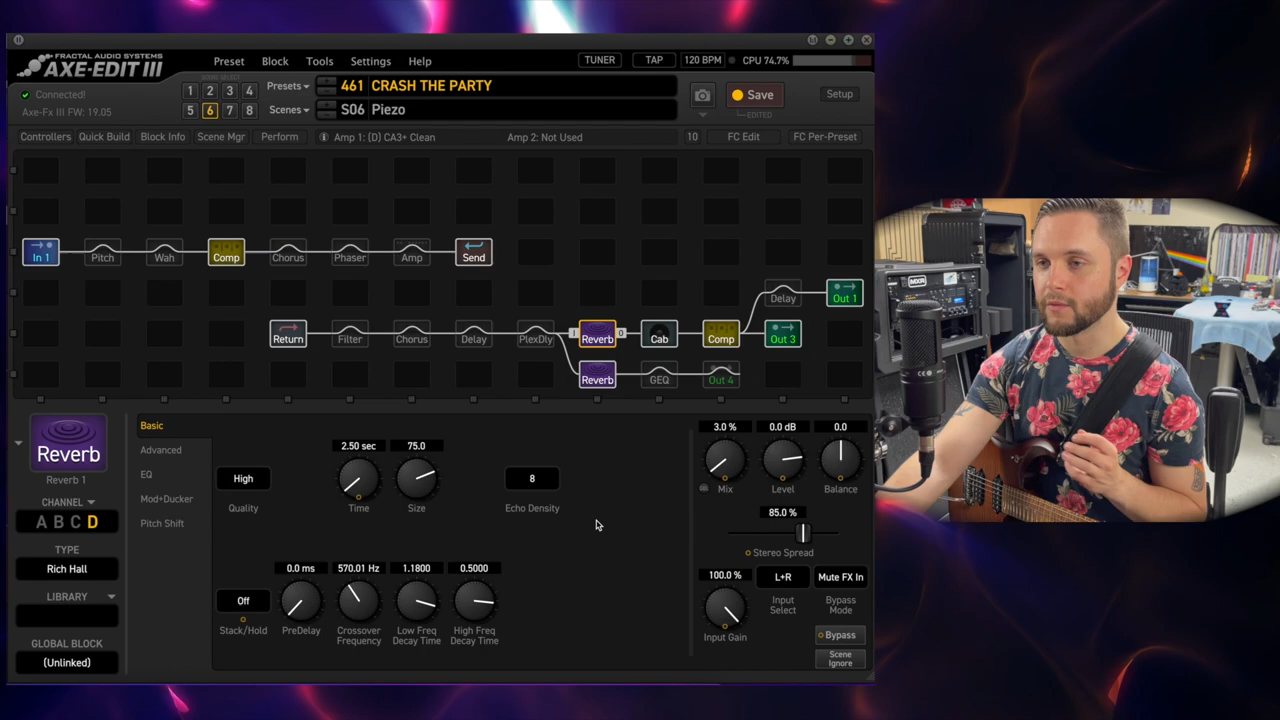 FRACTAL AUDIO SYSTEMS
AXE-EDIT III
Preset Block Tools Settings Help
TUNER TAP 120 BPM CPU 74.7%
Connected!
Axe-Fx III FW: 19.05
1 2 3 4
5 6 7 8
Presets 461 CRASH THE PARTY
Scenes S06 Piezo
Save
EDITED
Setup
Controllers Quick Build Block Info Scene Mgr Perform
Amp 1: (D) CA3+ Clean Amp 2: Not Used 10 FC Edit FC Per-Preset
In 1 Pitch Wah Comp Chorus Phaser Amp Send
Delay Out 1
Return Filter Chorus Delay PlexDly Reverb Cab Comp Out 3
Reverb GEQ Out 4
Reverb
Reverb 1
CHANNEL
A B C D
TYPE
Rich Hall
LIBRARY
GLOBAL BLOCK
(Unlinked)
Basic
Advanced
EQ
Mod+Ducker
Pitch Shift
2.50 sec 75.0
High 8
Quality Time Size Echo Density
0.0 ms 570.01 Hz 1.1800 0.5000
Off
Stack/Hold PreDelay Crossover Frequency Low Freq Decay Time High Freq Decay Time
3.0 % 0.0 dB 0.0
Mix Level Balance
85.0 %
Stereo Spread
100.0 % L+R Mute FX In
Input Gain Input Select Bypass Mode
Bypass
Scene Ignore
MXR